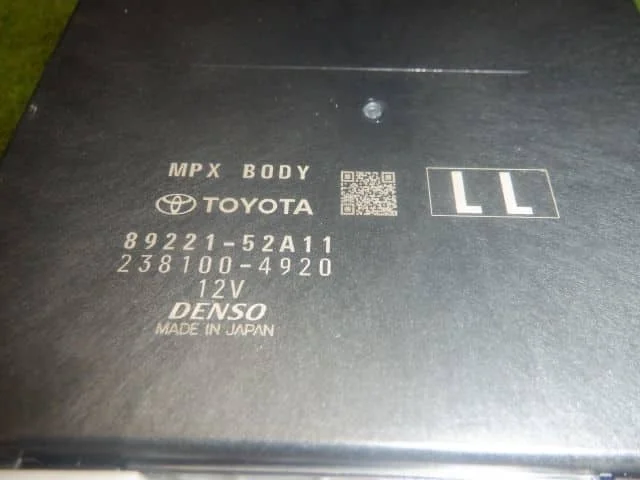 MPX BODY
TOYOTA
LL
89221-52A11
238100-4920
12V
DENSO
MADE IN JAPAN